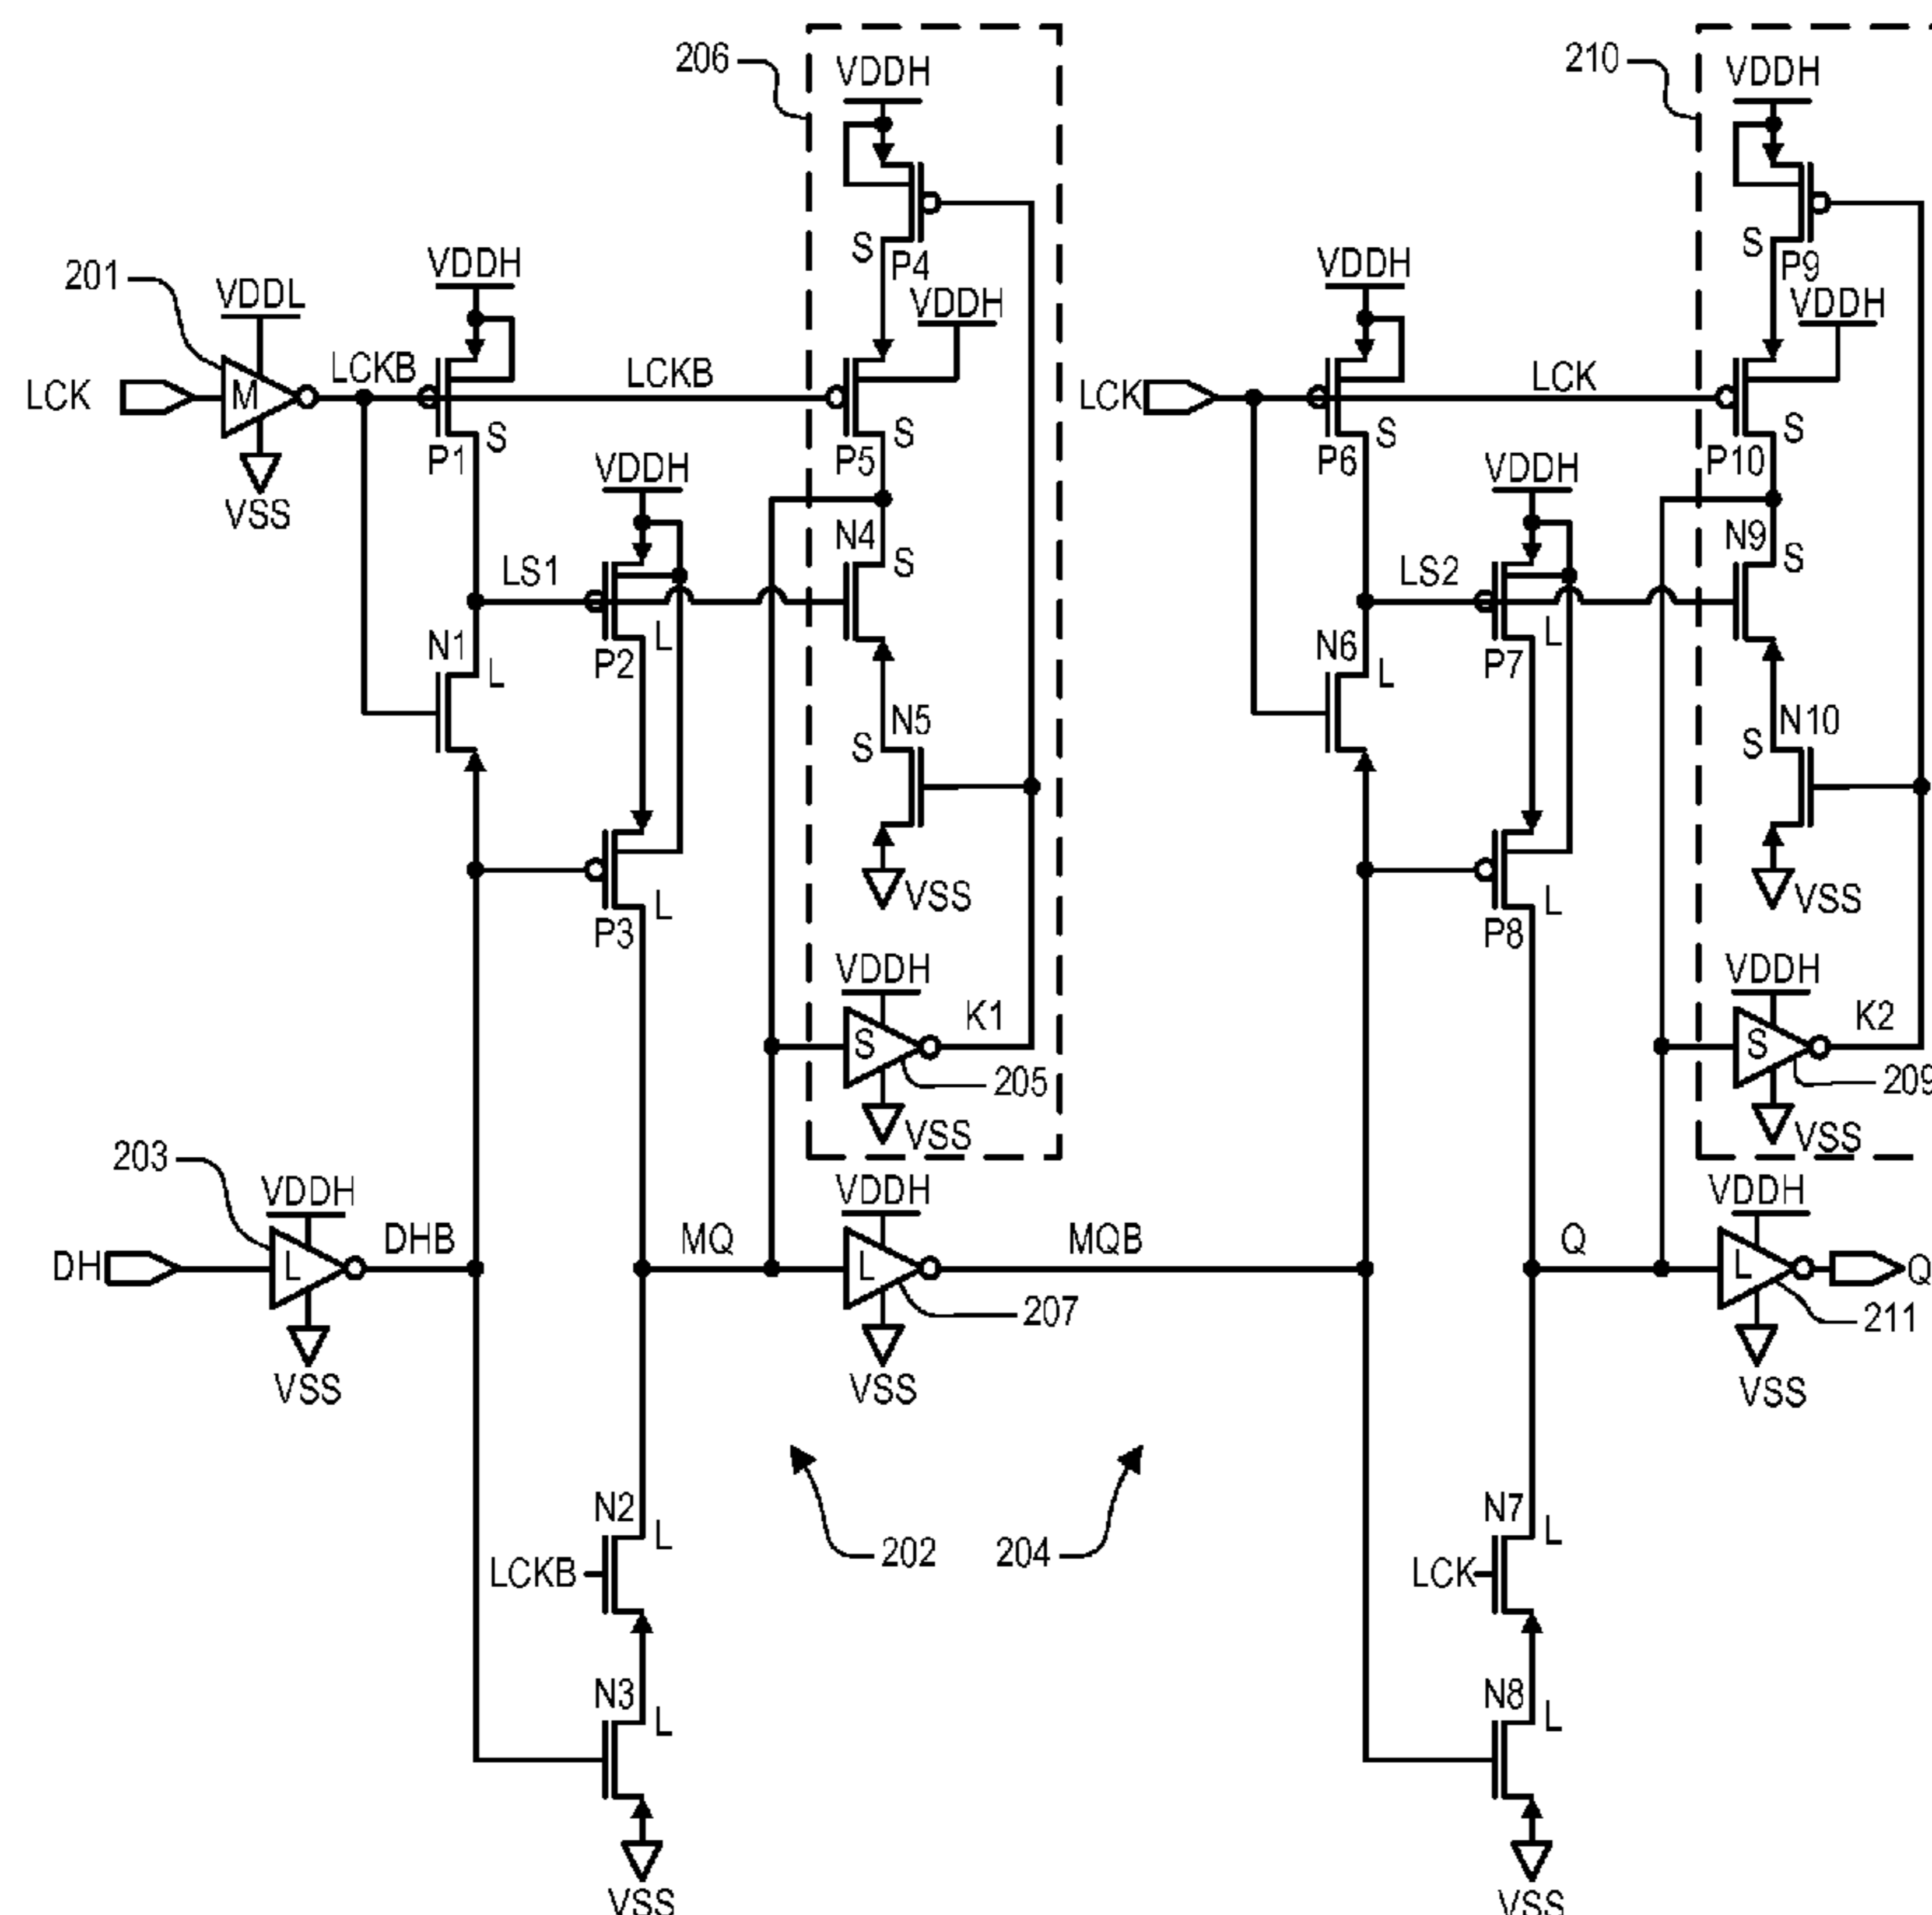 206
VDDH
210
VDDH
S
P4
S
P9
201
VDDL
VDDH
VDDH
VDDH
VDDH
LCK
M
LCKB
LCKB
LCK
LCK
P1
S
P5
S
P6
S
P10
S
VSS
VDDH
VDDH
N4
S
N9
S
LS1
LS2
N1
L
P2
L
N6
L
P7
L
S
N5
S
N10
P3
L
VSS
P8
L
VSS
VDDH
VDDH
S
K1
S
K2
205
209
VSS
VSS
203
VDDH
VDDH
VDDH
DH
L
DHB
MQ
L
MQB
Q
L
Q
207
211
VSS
VSS
VSS
N2
L
N7
L
LCKB
202
204
LCK
N3
L
N8
L
VSS
VSS